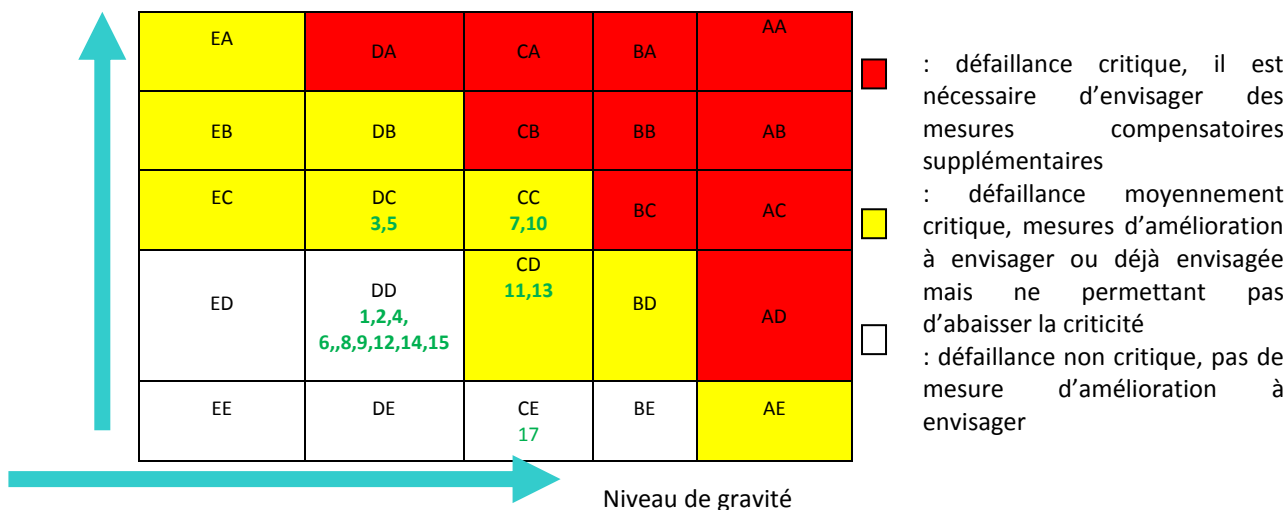 EA DA CA BA AA
EB DB CB BB AB
EC DC CC BC AC
3,5 7,10
ED DD CD BD AD
1,2,4, 11,13
6,,8,9,12,14,15
EE DE CE BE AE
17
Niveau de gravité
: défaillance critique, il est
nécessaire d’envisager des
mesures compensatoires
supplémentaires
: défaillance moyennement
critique, mesures d’amélioration
à envisager ou déjà envisagée
mais ne permettant pas
d’abaisser la criticité
: défaillance non critique, pas de
mesure d’amélioration à
envisager